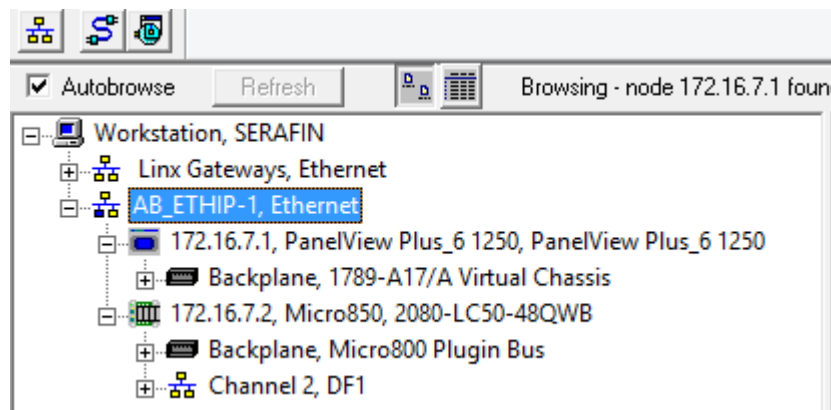 Autobrowse Refresh Browsing - node 172.16.7.1 foun
Workstation, SERAFIN
Linx Gateways, Ethernet
AB_ETHIP-1, Ethernet
172.16.7.1, PanelView Plus_6 1250, PanelView Plus_6 1250
Backplane, 1789-A17/A Virtual Chassis
172.16.7.2, Micro850, 2080-LC50-48QWB
Backplane, Micro800 Plugin Bus
Channel 2, DF1